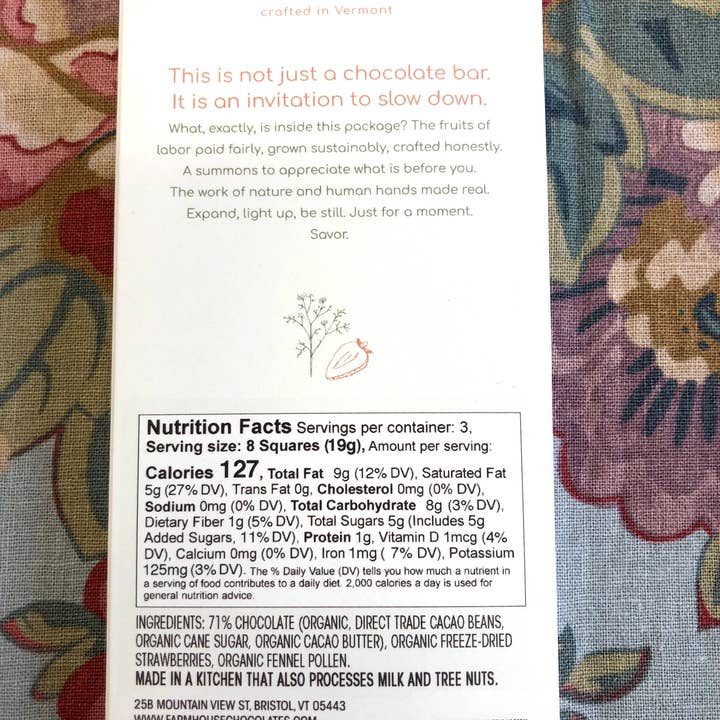 crafted in Vermont
This is not just a chocolate bar.
It is an invitation to slow down.
What, exactly, is inside this package? The fruits of
labor paid fairly, grown sustainably, crafted honestly.
A summons to appreciate what is before you.
The work of nature and human hands made real.
Expand, light up, be still. Just for a moment.
Savor.
Nutrition Facts Servings per container: 3,
Serving size: 8 Squares (19g), Amount per serving:
Calories 127, Total Fat 9g (12% DV), Saturated Fat
5g (27% DV), Trans Fat 0g, Cholesterol 0mg (0% DV),
Sodium 0mg (0% DV), Total Carbohydrate 8g (3% DV),
Dietary Fiber 1g (5% DV), Total Sugars 5g (Includes 5g
Added Sugars, 11% DV), Protein 1g, Vitamin D 1mcg (4%
DV), Calcium 0mg (0% DV), Iron 1mg ( 7% DV), Potassium
125mg (3% DV). The % Daily Value (DV) tells you how much a nutrient in
a serving of food contributes to a daily diet. 2,000 calories a day is used for
general nutrition advice.
INGREDIENTS: 71% CHOCOLATE (ORGANIC, DIRECT TRADE CACAO BEANS,
ORGANIC CANE SUGAR, ORGANIC CACAO BUTTER), ORGANIC FREEZE-DRIED
STRAWBERRIES, ORGANIC FENNEL POLLEN.
MADE IN A KITCHEN THAT ALSO PROCESSES MILK AND TREE NUTS.
25B MOUNTAIN VIEW ST, BRISTOL, VT 05443
WWW.FARMHOUSECHOCOLATES.COM